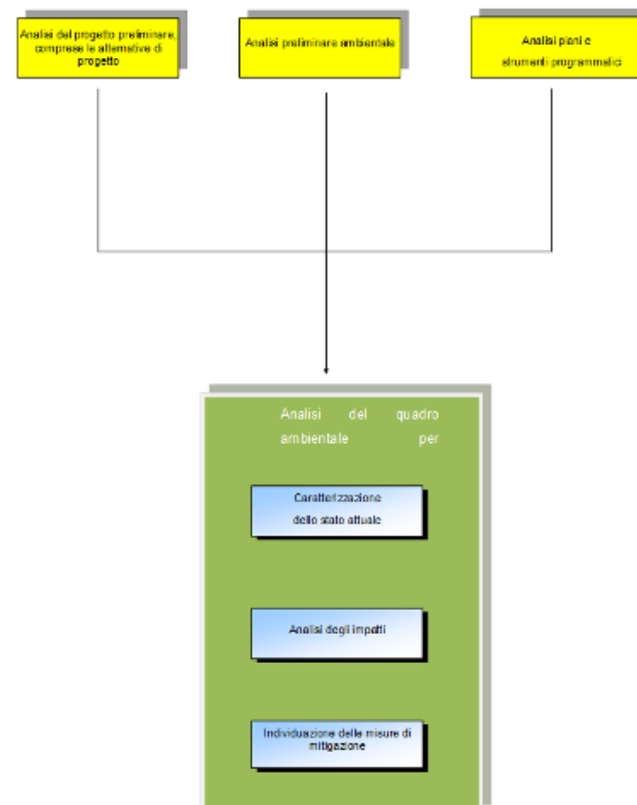 Analisi del progetto preliminare,
comprese le alternative di
progetto
Analisi preliminare ambientale
Analisi piani e
strumenti programmatici
Analisi del quadro
ambientale per
Caratterizzazione
dello stato attuale
Analisi degli impatti
Individuazione delle misure di
mitigazione